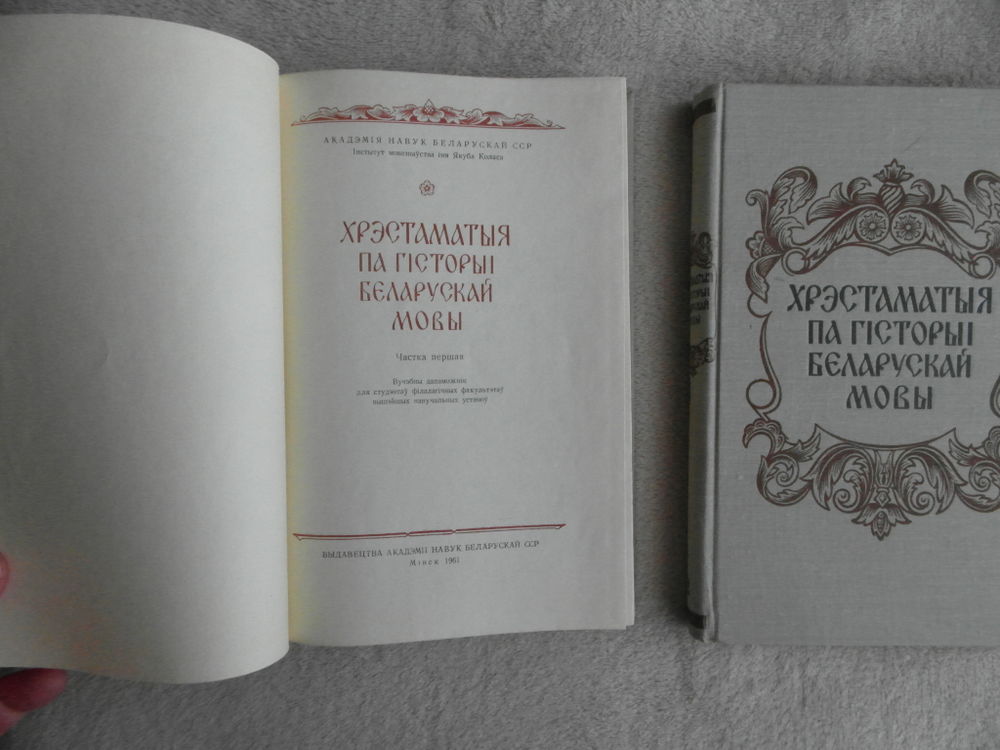 АКАДЭМІЯ НАВУК БЕЛАРУСКАЙ ССР
Інстытут мовазнаўства імя Якуба Коласа
ХРЭСТАМАТЫЯ
ПА ГІСТОРЫІ
БЕЛАРУСКАЙ
МОВЫ
Частка першая
Вучэбны дапаможнік
для студэнтаў філалагічных факультэтаў
вышэйшых навучальных устаноў
ВЫДАВЕЦТВА АКАДЭМІІ НАВУК БЕЛАРУСКАЙ ССР
Мінск 1961
ХРЭСТАМАТЫЯ
ПА ГІСТОРЫІ
БЕЛАРУСКАЙ
МОВЫ